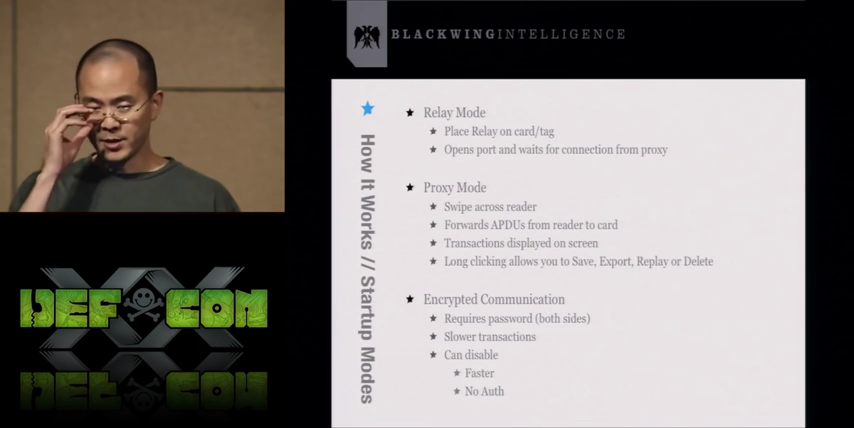 BLACKWINGINTELLIGENCE
How It Works // Startup Modes
Relay Mode
Place Relay on card/tag
Opens port and waits for connection from proxy
Proxy Mode
Swipe across reader
Forwards APDUs from reader to card
Transactions displayed on screen
Long clicking allows you to Save, Export, Replay or Delete
Encrypted Communication
Requires password (both sides)
Slower transactions
Can disable
Faster
No Auth
XX
DEF CON
DEF CON